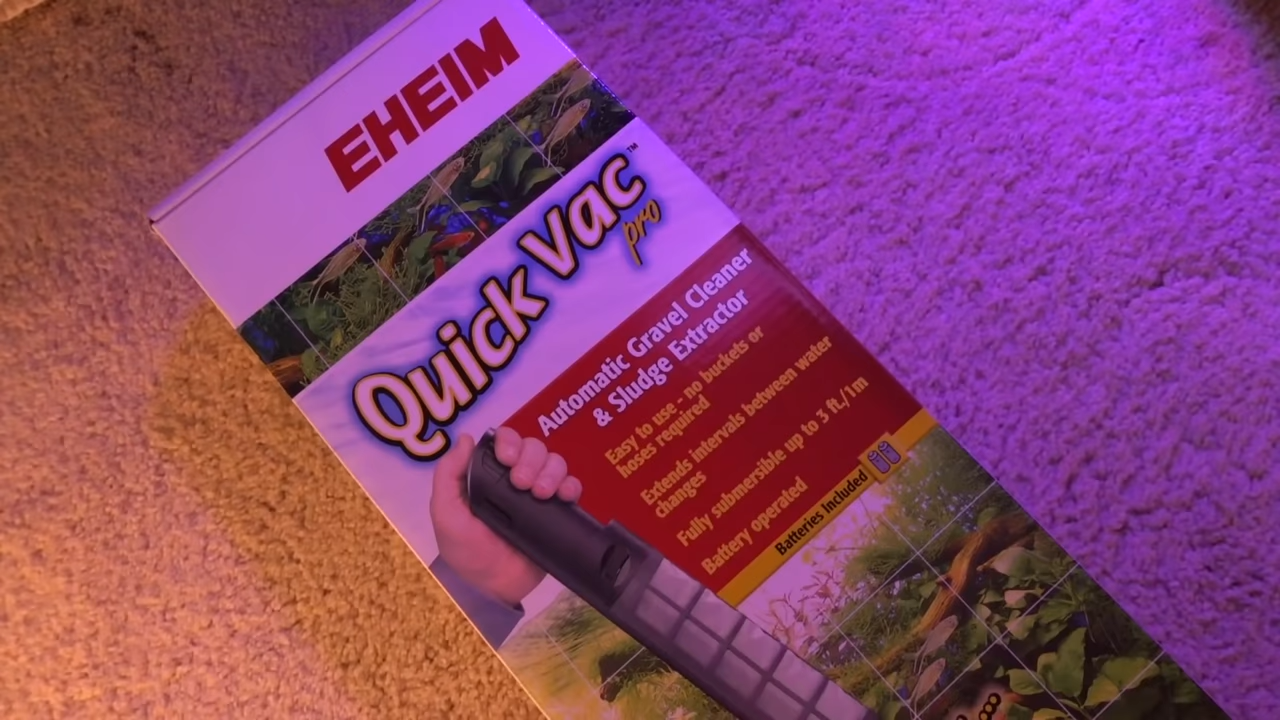 EHEIM
Quick Vac™
pro
Automatic Gravel Cleaner
& Sludge Extractor
Easy to use - no buckets or
hoses required
Extends intervals between water
changes
Fully submersible up to 3 ft./1m
Battery operated
Batteries Included